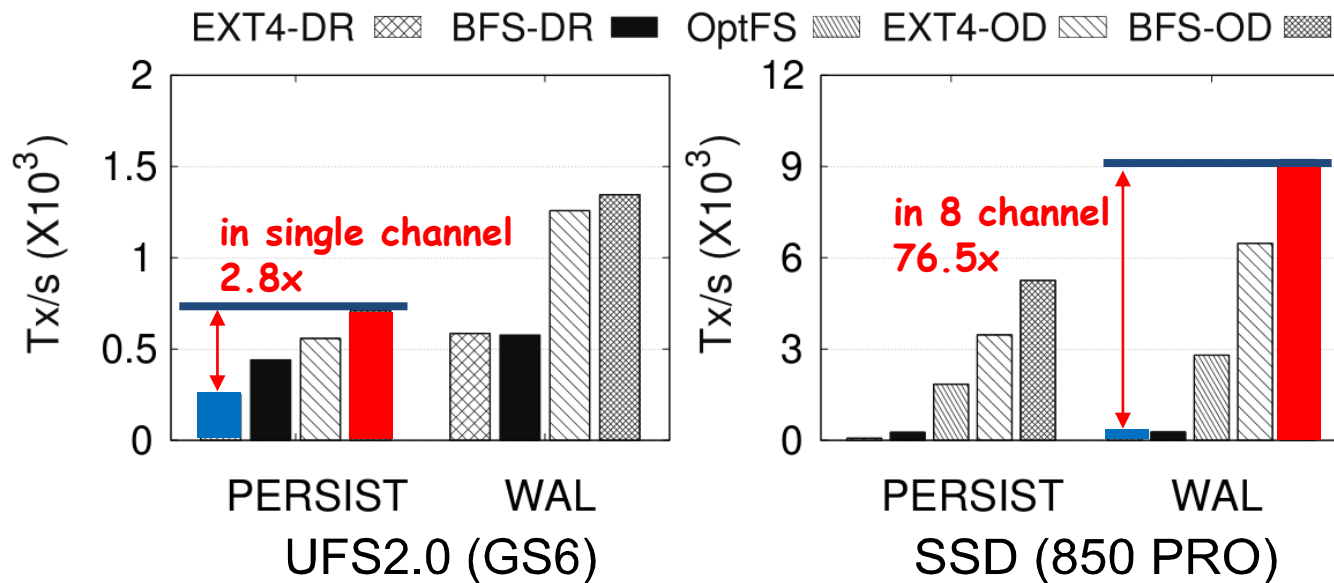 EXT4-DR BFS-DR OptFS EXT4-OD BFS-OD
Tx/s (X10³)
2
1.5
1
0.5
0
in single channel
2.8x
PERSIST WAL
UFS2.0 (GS6)
Tx/s (X10³)
12
9
6
3
0
in 8 channel
76.5x
PERSIST WAL
SSD (850 PRO)